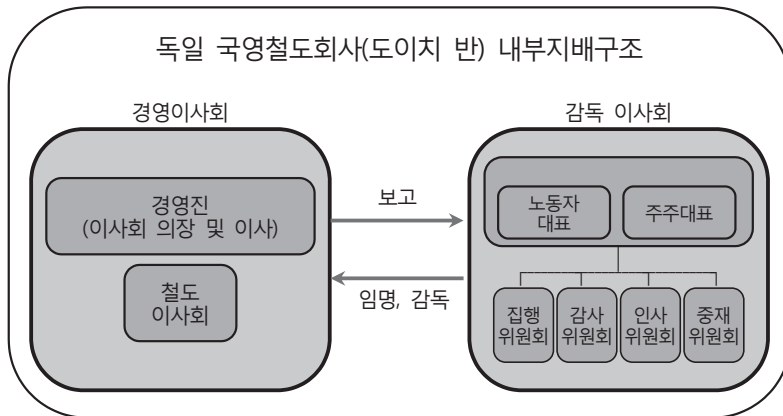 독일 국영철도회사(도이치 반) 내부지배구조
경영이사회
경영진
(이사회 의장 및 이사)
철도
이사회
보고
임명, 감독
감독 이사회
노동자
대표
주주대표
집행
위원회
감사
위원회
인사
위원회
중재
위원회